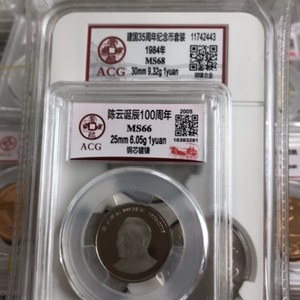 建国35周年纪念币套装
11742443
1984年
MS68
30mm 9.32g 1yuan
ACG
陈云诞辰100周年
2005
MS66
25mm 6.05g 1yuan
16393281
钢芯镀镍
ACG